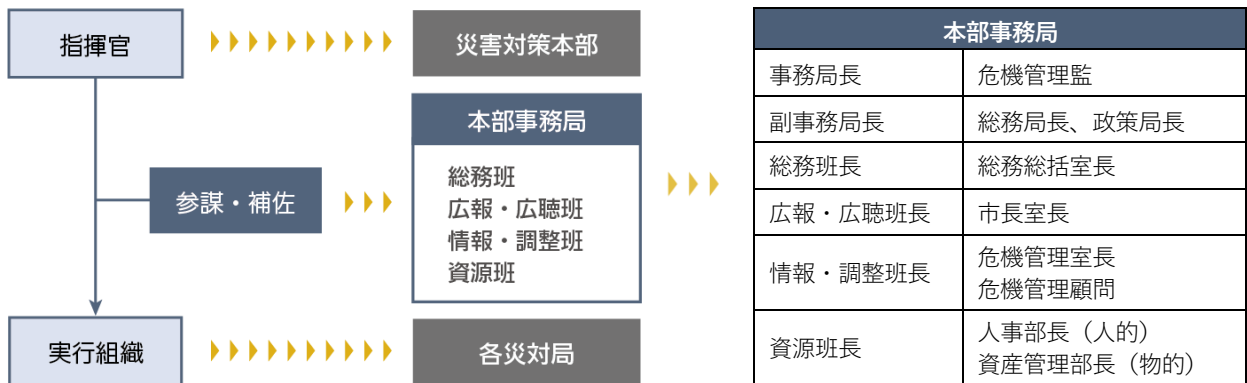 指揮官
災害対策本部
本部事務局
総務班
広報・広聴班
情報・調整班
資源班
参謀・補佐
実行組織
各災対局
本部事務局
事務局長 危機管理監
副事務局長 総務局長、政策局長
総務班長 総務総括室長
広報・広聴班長 市長室長
情報・調整班長 危機管理室長
危機管理顧問
資源班長 人事部長（人的）
資産管理部長（物的）